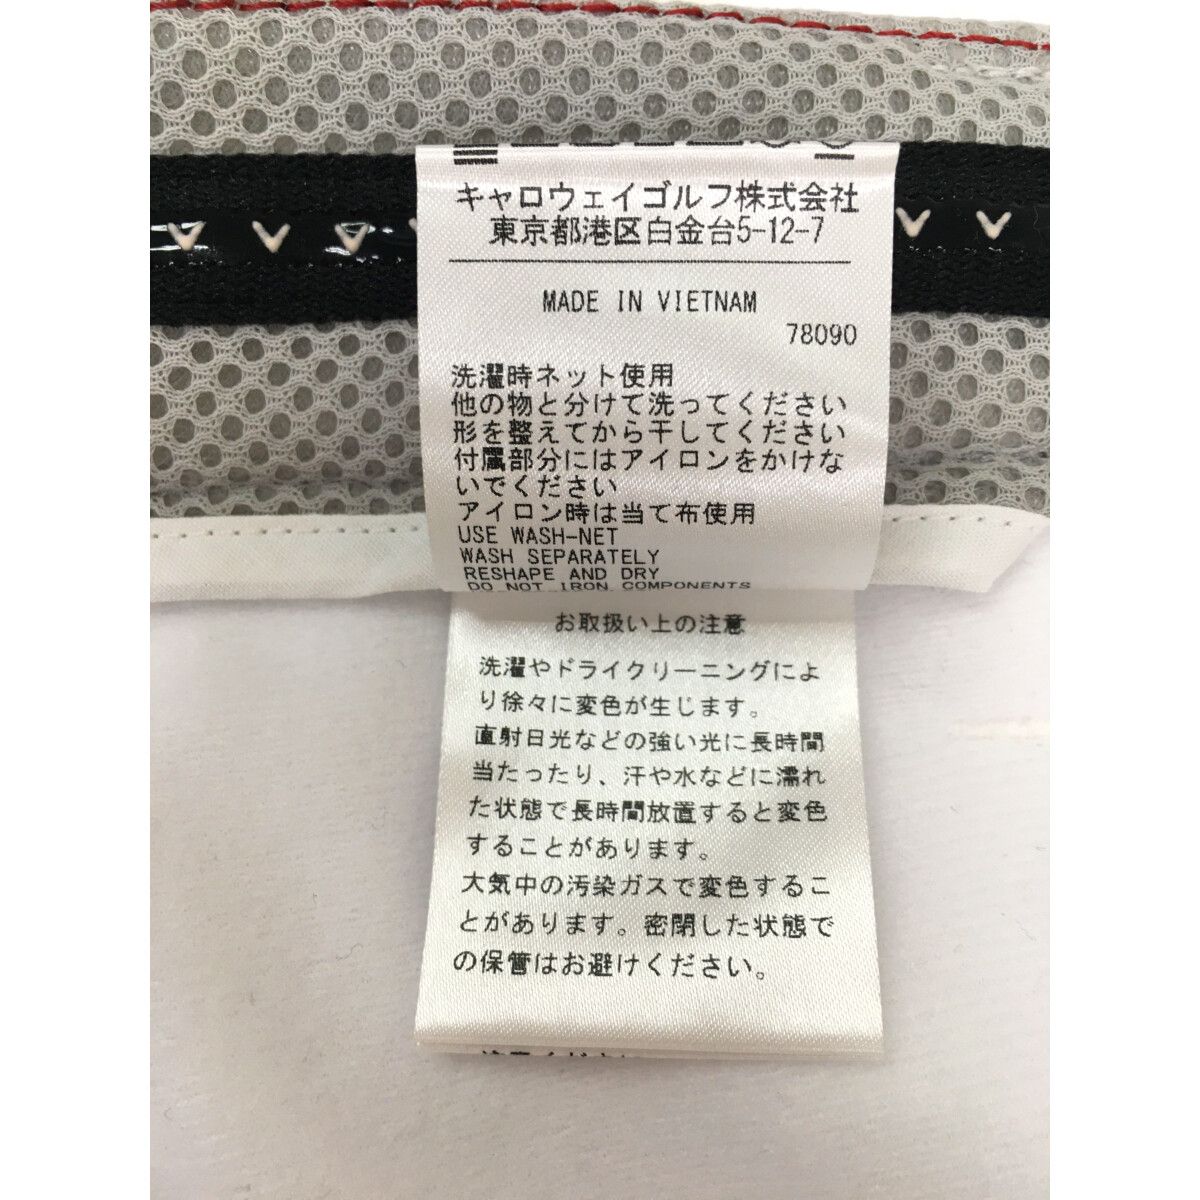 キャロウェイゴルフ株式会社
東京都港区白金台5-12-7
MADE IN VIETNAM
78090
洗濯時ネット使用
他の物と分けて洗ってください
形を整えてから干してください
付属部分にはアイロンをかけな
いでください
アイロン時は当て布使用
USE WASH-NET
WASH SEPARATELY
RESHAPE AND DRY
DO NOT IRON COMPONENTS
お取扱い上の注意
洗濯やドライクリーニングによ
り徐々に変色が生じます。
直射日光などの強い光に長時間
当たったり、汗や水などに濡れ
た状態で長時間放置すると変色
することがあります。
大気中の汚染ガスで変色するこ
とがあります。密閉した状態で
の保管はお避けください。